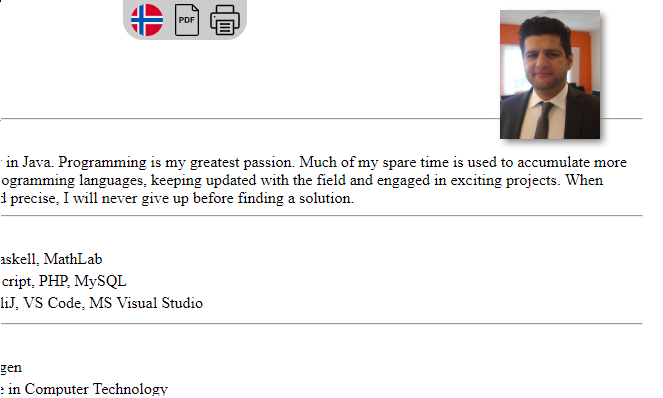 PDF
in Java. Programming is my greatest passion. Much of my spare time is used to accumulate more
ogramming languages, keeping updated with the field and engaged in exciting projects. When
d precise, I will never give up before finding a solution.
askell, MathLab
cript, PHP, MySQL
liJ, VS Code, MS Visual Studio
gen
e in Computer Technology